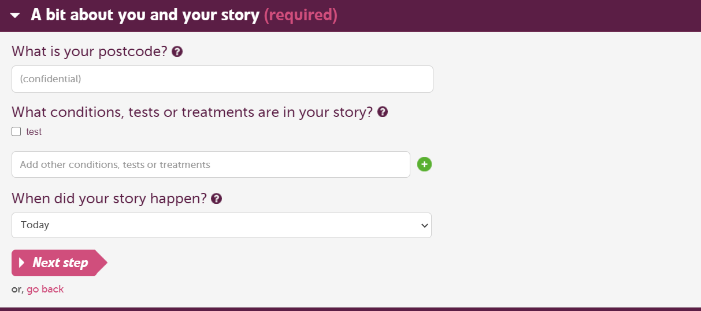 A bit about you and your story (required)
What is your postcode?
(confidential)
What conditions, tests or treatments are in your story?
test
Add other conditions, tests or treatments
When did your story happen?
Today
Next step
or, go back